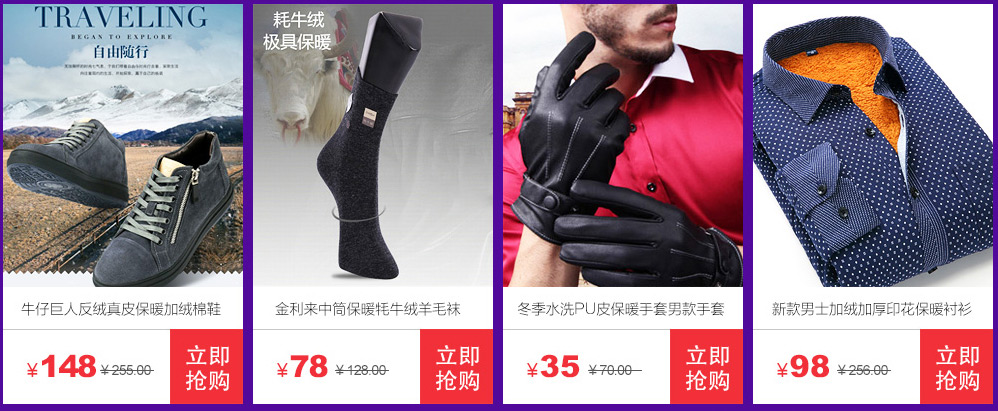 TRAVELING
BEGAN TO EXPLORE
自由随行
耗牛绒
极具保暖
牛仔巨人反绒真皮保暖加绒棉鞋
¥148 ¥255.00
立即
抢购
金利来中筒保暖牦牛绒羊毛袜
¥78 ¥128.00
立即
抢购
冬季水洗PU皮保暖手套男款手套
¥35 ¥70.00
立即
抢购
新款男士加绒加厚印花保暖衬衫
¥98 ¥256.00
立即
抢购